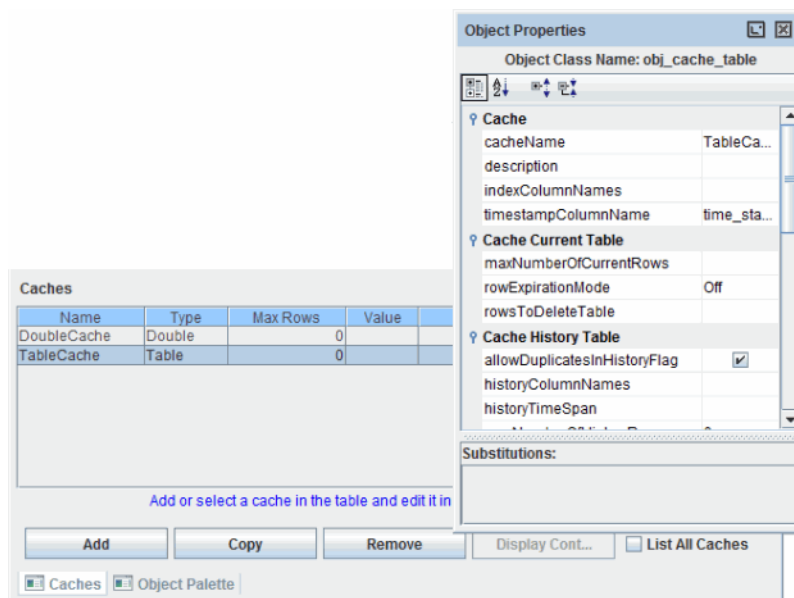 Object Properties
Object Class Name: obj_cache_table
Cache
cacheName TableCa...
description
indexColumnNames
timestampColumnName time_sta...
Cache Current Table
maxNumberOfCurrentRows
rowExpirationMode Off
rowsToDeleteTable
Cache History Table
allowDuplicatesInHistoryFlag
historyColumnNames
historyTimeSpan
Substitutions:
Caches
Name Type Max Rows Value
DoubleCache Double 0
TableCache Table 0
Add or select a cache in the table and edit it in
Add Copy Remove Display Cont... List All Caches
Caches Object Palette